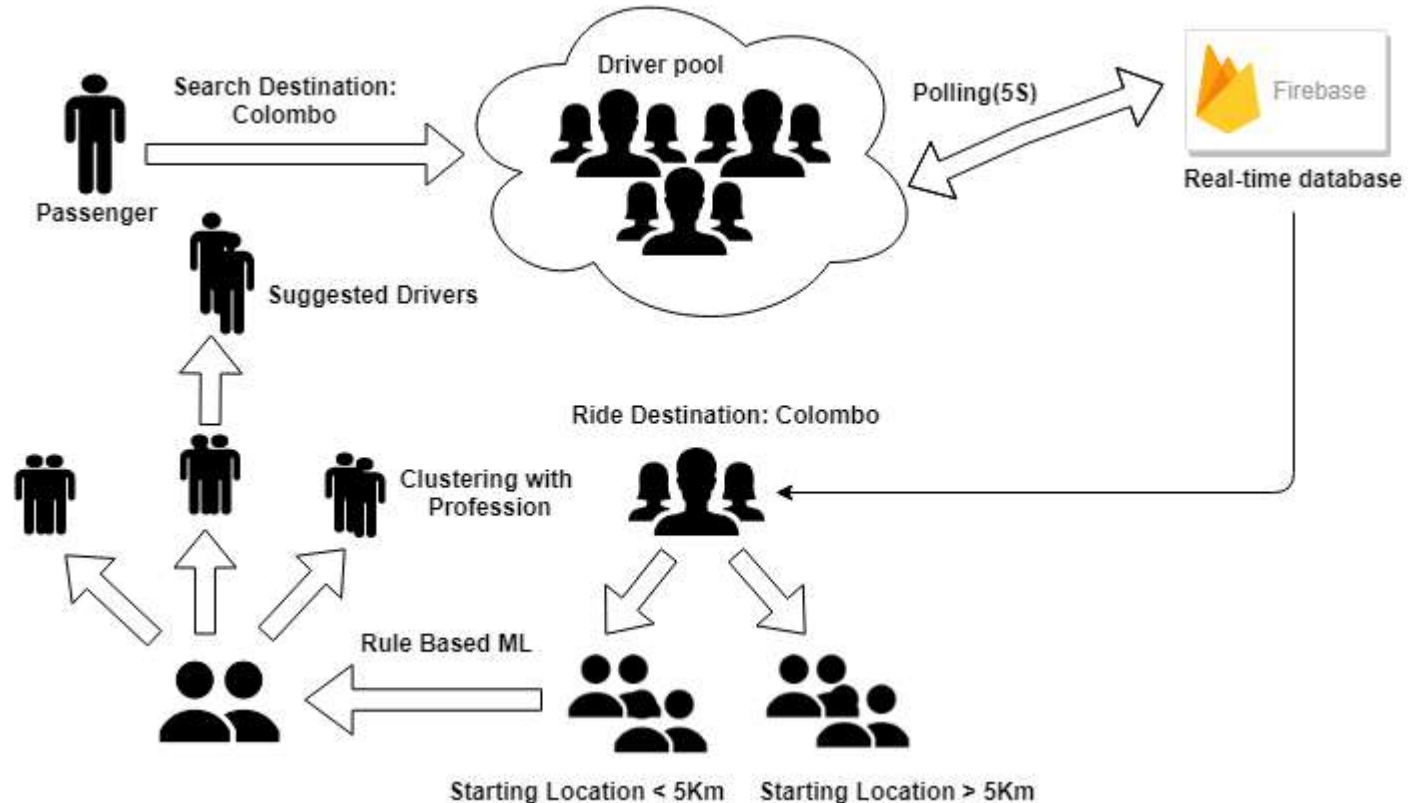 Search Destination:
Colombo
Passenger
Driver pool
Polling(5S)
Firebase
Real-time database
Suggested Drivers
Ride Destination: Colombo
Clustering with
Profession
Rule Based ML
Starting Location < 5Km
Starting Location > 5Km